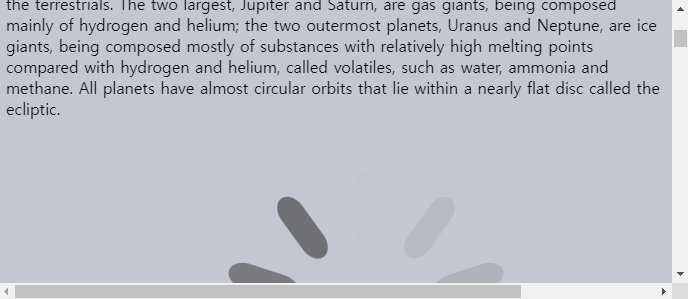 the terrestrials. The two largest, Jupiter and Saturn, are gas giants, being composed
mainly of hydrogen and helium; the two outermost planets, Uranus and Neptune, are ice
giants, being composed mostly of substances with relatively high melting points
compared with hydrogen and helium, called volatiles, such as water, ammonia and
methane. All planets have almost circular orbits that lie within a nearly flat disc called the
ecliptic.